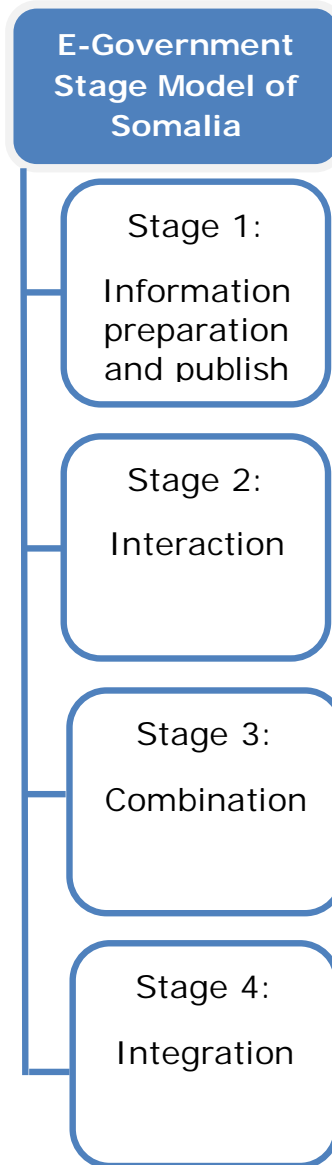 E-Government
Stage Model of
Somalia
Stage 1:
Information
preparation
and publish
Stage 2:
Interaction
Stage 3:
Combination
Stage 4:
Integration